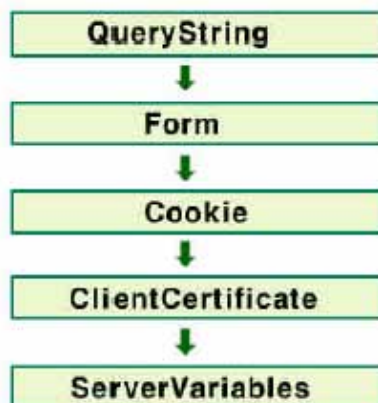 QueryString
Form
Cookie
ClientCertificate
ServerVariables